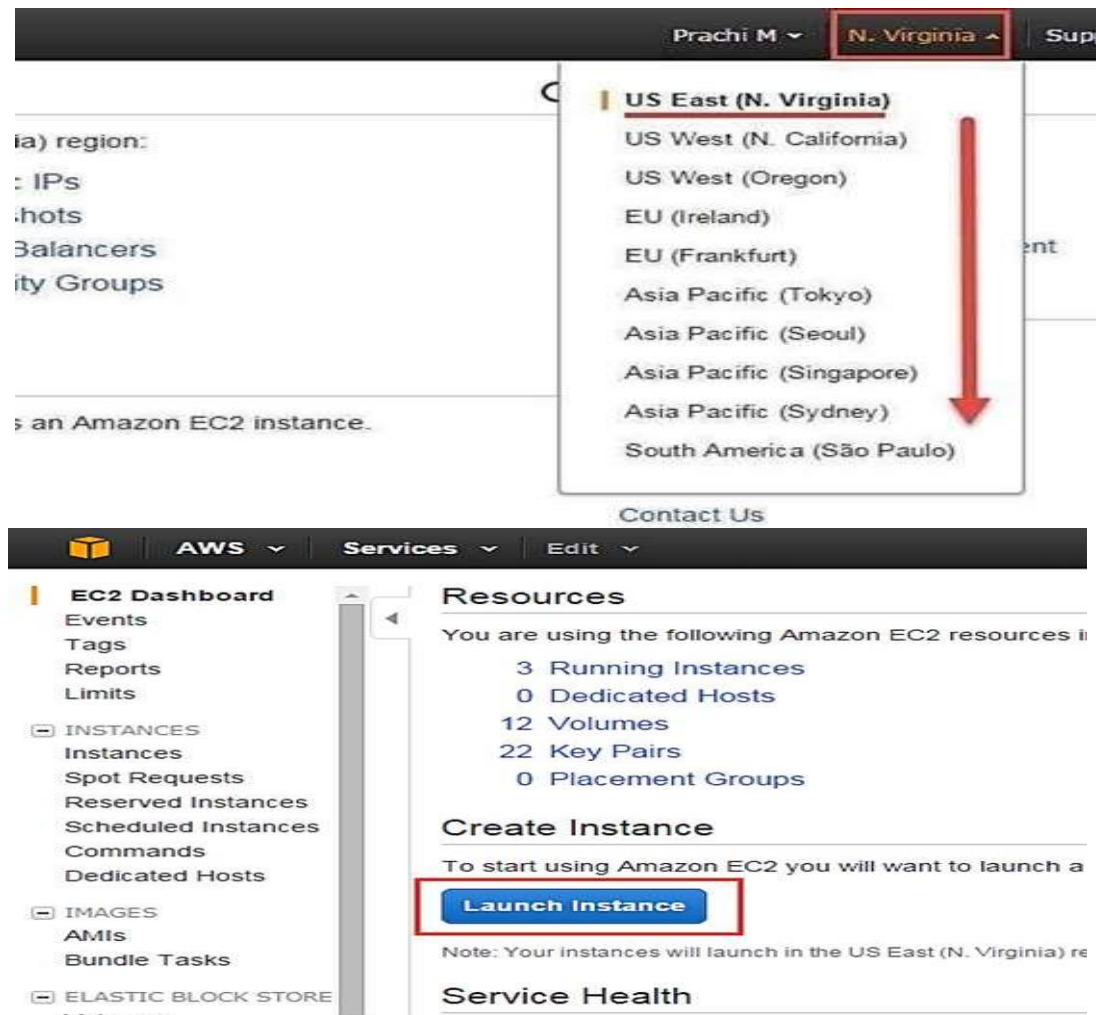 Prachi M N. Virginia
US East (N. Virginia)
ia) region:
US West (N. California)
IPs
US West (Oregon)
hots
EU (Ireland)
Balancers
EU (Frankfurt)
ent
ity Groups
Asia Pacific (Tokyo)
Asia Pacific (Seoul)
Asia Pacific (Singapore)
Asia Pacific (Sydney)
s an Amazon EC2 instance.
South America (São Paulo)
Contact Us
AWS Services Edit
EC2 Dashboard
Events
Tags
Reports
Limits
INSTANCES
Instances
Spot Requests
Reserved Instances
Scheduled Instances
Commands
Dedicated Hosts
IMAGES
AMIs
Bundle Tasks
ELASTIC BLOCK STORE
Resources
You are using the following Amazon EC2 resources i
3 Running Instances
0 Dedicated Hosts
12 Volumes
22 Key Pairs
0 Placement Groups
Create Instance
To start using Amazon EC2 you will want to launch a
Launch Instance
Note: Your instances will launch in the US East (N. Virginia) re
Service Health